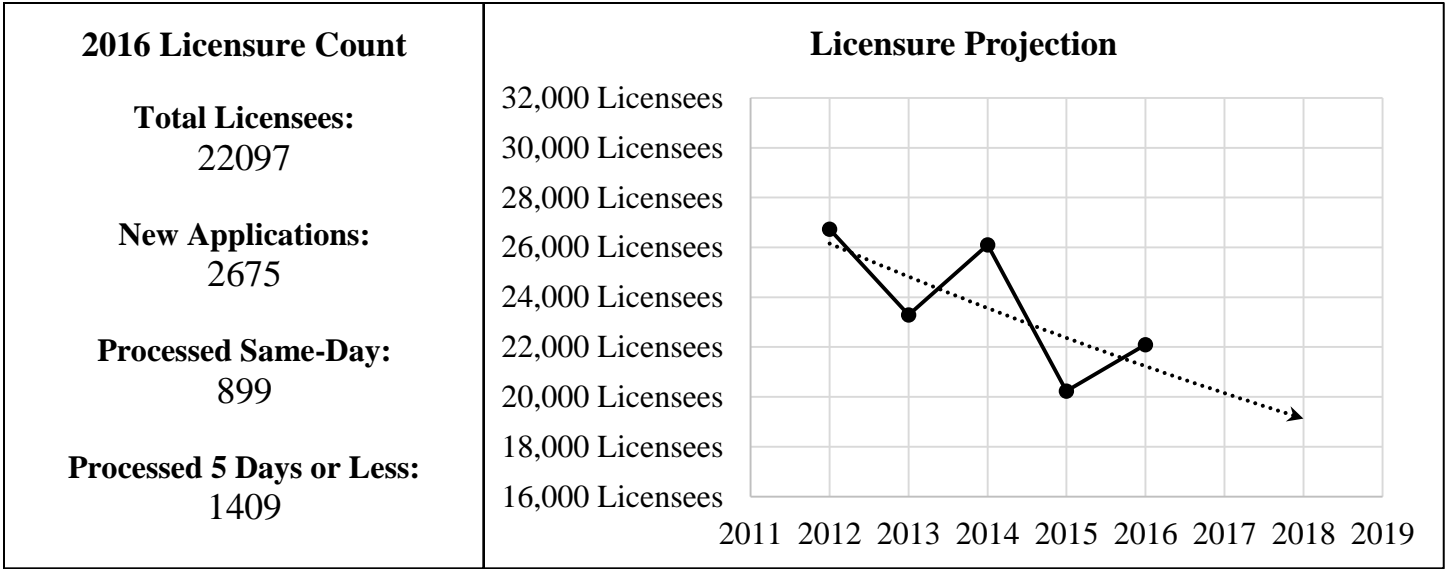 2016 Licensure Count
Total Licensees:
22097
New Applications:
2675
Processed Same-Day:
899
Processed 5 Days or Less:
1409
Licensure Projection
32,000 Licensees
30,000 Licensees
28,000 Licensees
26,000 Licensees
24,000 Licensees
22,000 Licensees
20,000 Licensees
18,000 Licensees
16,000 Licensees
2011 2012 2013 2014 2015 2016 2017 2018 2019